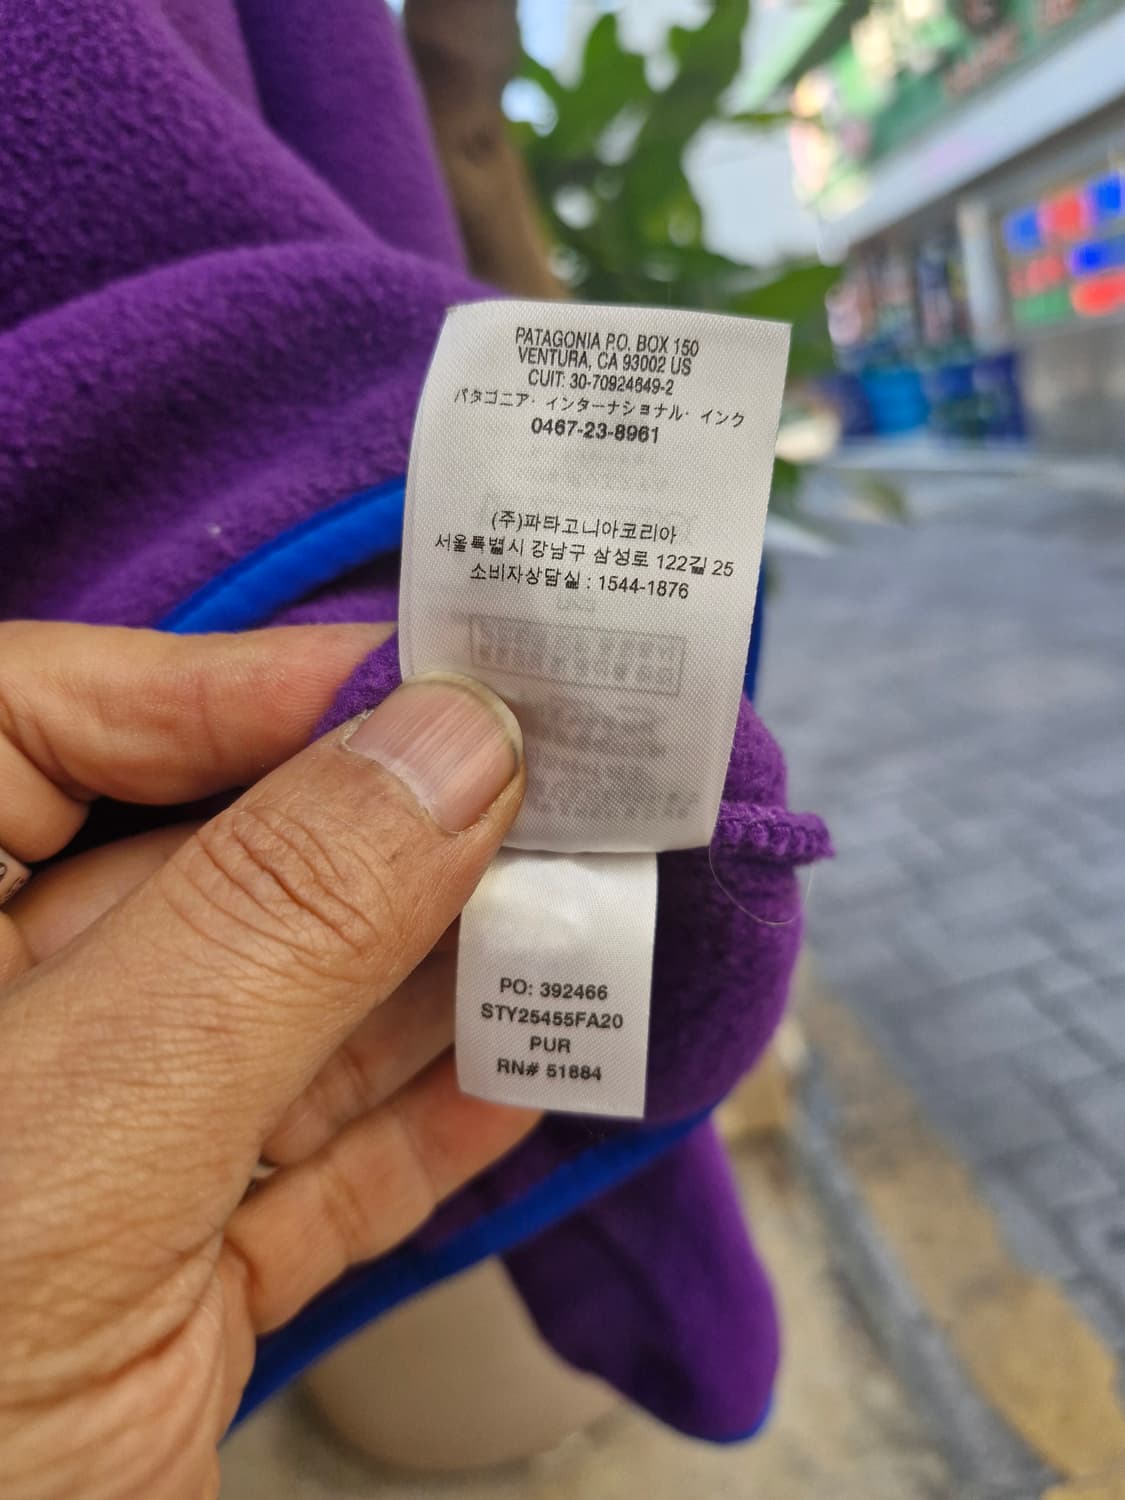 PATAGONIA P.O. BOX 150
VENTURA, CA 93002 US
CUIT: 30-70924649-2
パタゴニア・インターナショナル・インク
0467-23-8961
(주)파타고니아코리아
서울특별시 강남구 삼성로 122길 25
소비자상담실 : 1544-1876
PO: 392466
STY25455FA20
PUR
RN# 51884